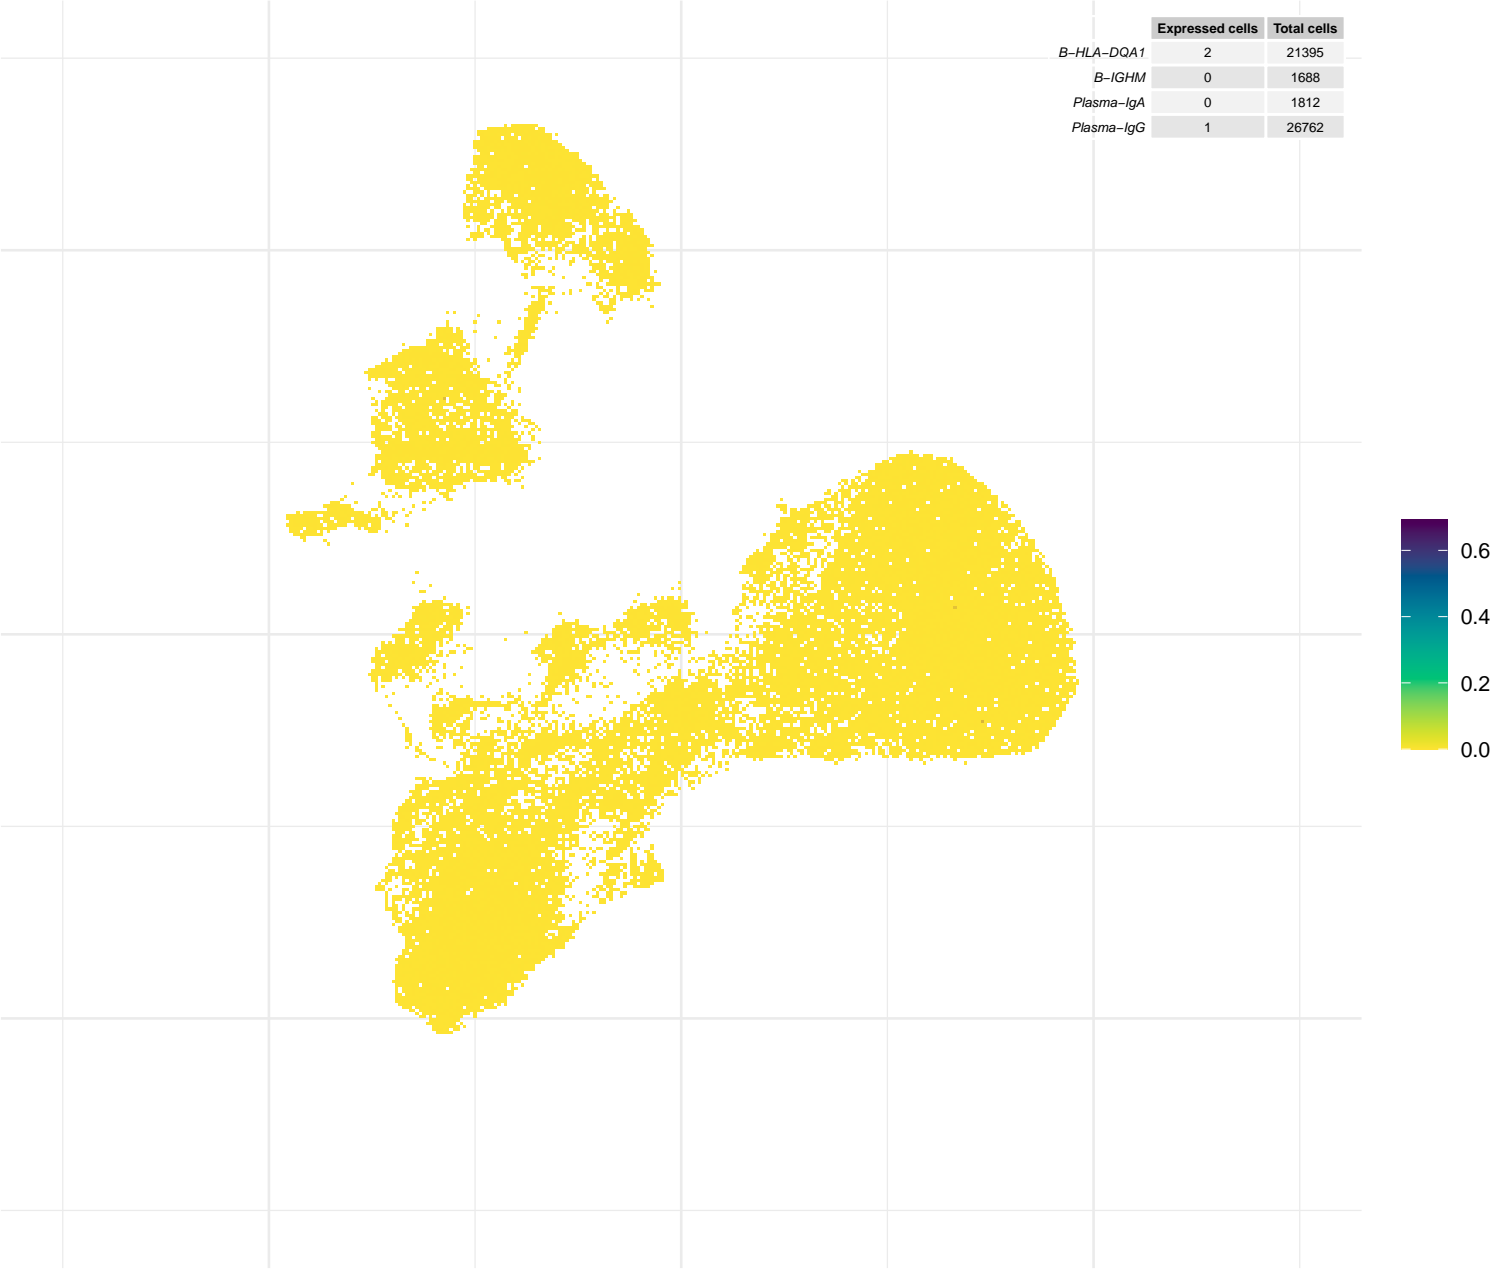 Expressed cells Total cells
B−HLA−DQA1 2 21395
B−IGHM 0 1688
Plasma−IgA 0 1812
Plasma−IgG 1 26762
0.6
0.4
0.2
0.0